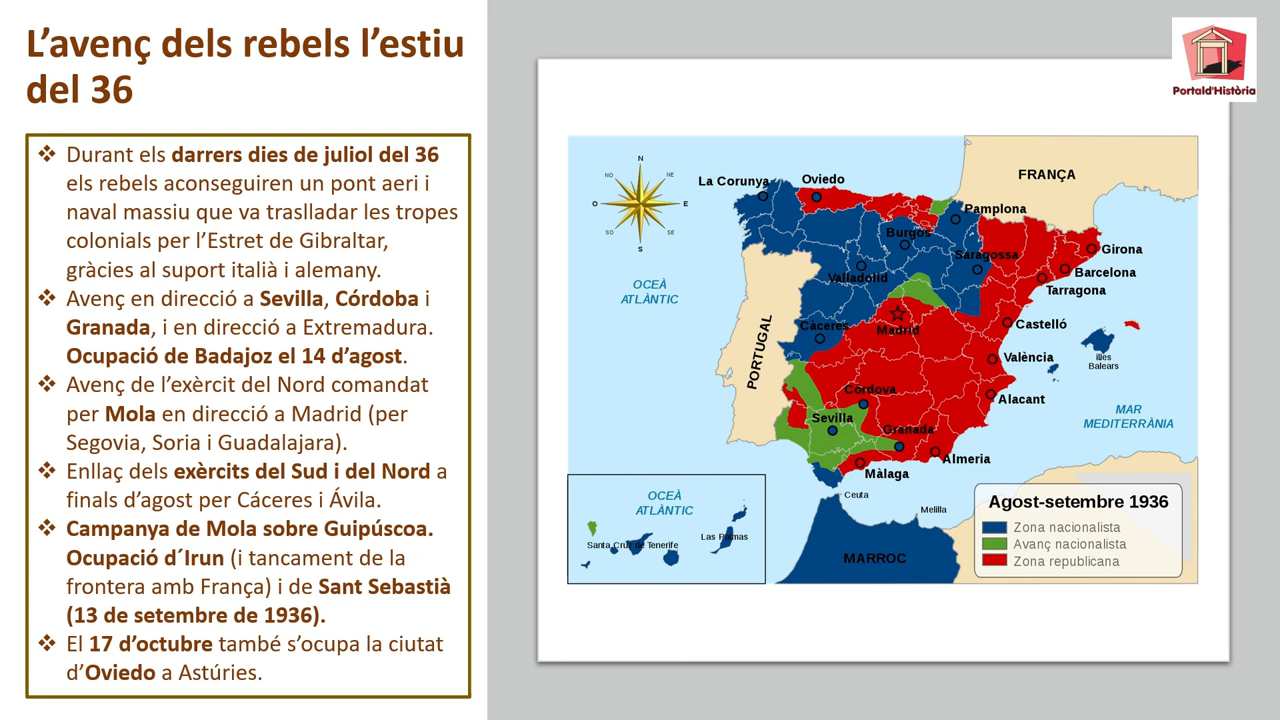 L’avenç dels rebels l’estiu
del 36
❖ Durant els darrers dies de juliol del 36
els rebels aconseguiren un pont aeri i
naval massiu que va traslladar les tropes
colonials per l’Estret de Gibraltar,
gràcies al suport italià i alemany.
❖ Avenç en direcció a Sevilla, Córdoba i
Granada, i en direcció a Extremadura.
Ocupació de Badajoz el 14 d’agost.
❖ Avenç de l’exèrcit del Nord comandat
per Mola en direcció a Madrid (per
Segovia, Soria i Guadalajara).
❖ Enllaç dels exèrcits del Sud i del Nord a
finals d’agost per Cáceres i Ávila.
❖ Campanya de Mola sobre Guipúscoa.
Ocupació d´Irun (i tancament de la
frontera amb França) i de Sant Sebastià
(13 de setembre de 1936).
❖ El 17 d’octubre també s’ocupa la ciutat
d’Oviedo a Astúries.
Portald'Història
N
NO
NE
O
E
SO
SE
S
FRANÇA
La Corunya
Oviedo
Pamplona
Burgos
Saragossa
Girona
Valladolid
Barcelona
Tarragona
OCEÀ
ATLÀNTIC
PORTUGAL
Càceres
Madrid
Castelló
València
illes
Balears
Alacant
Córdova
Sevilla
Granada
MAR
MEDITERRÀNIA
Almeria
Màlaga
Ceuta
Melilla
MARROC
OCEÀ
ATLÀNTIC
Santa Cruz de Tenerife
Las Palmas
Agost-setembre 1936
Zona nacionalista
Avanç nacionalista
Zona republicana